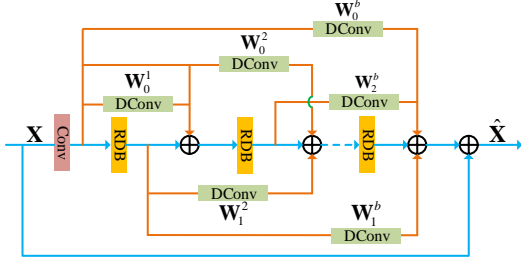 W_0^b
DConv
W_0^2
DConv
W_0^1
DConv
W_2^b
DConv
X
Conv
RDB
RDB
RDB
X̂
DConv
W_1^2
DConv
W_1^b